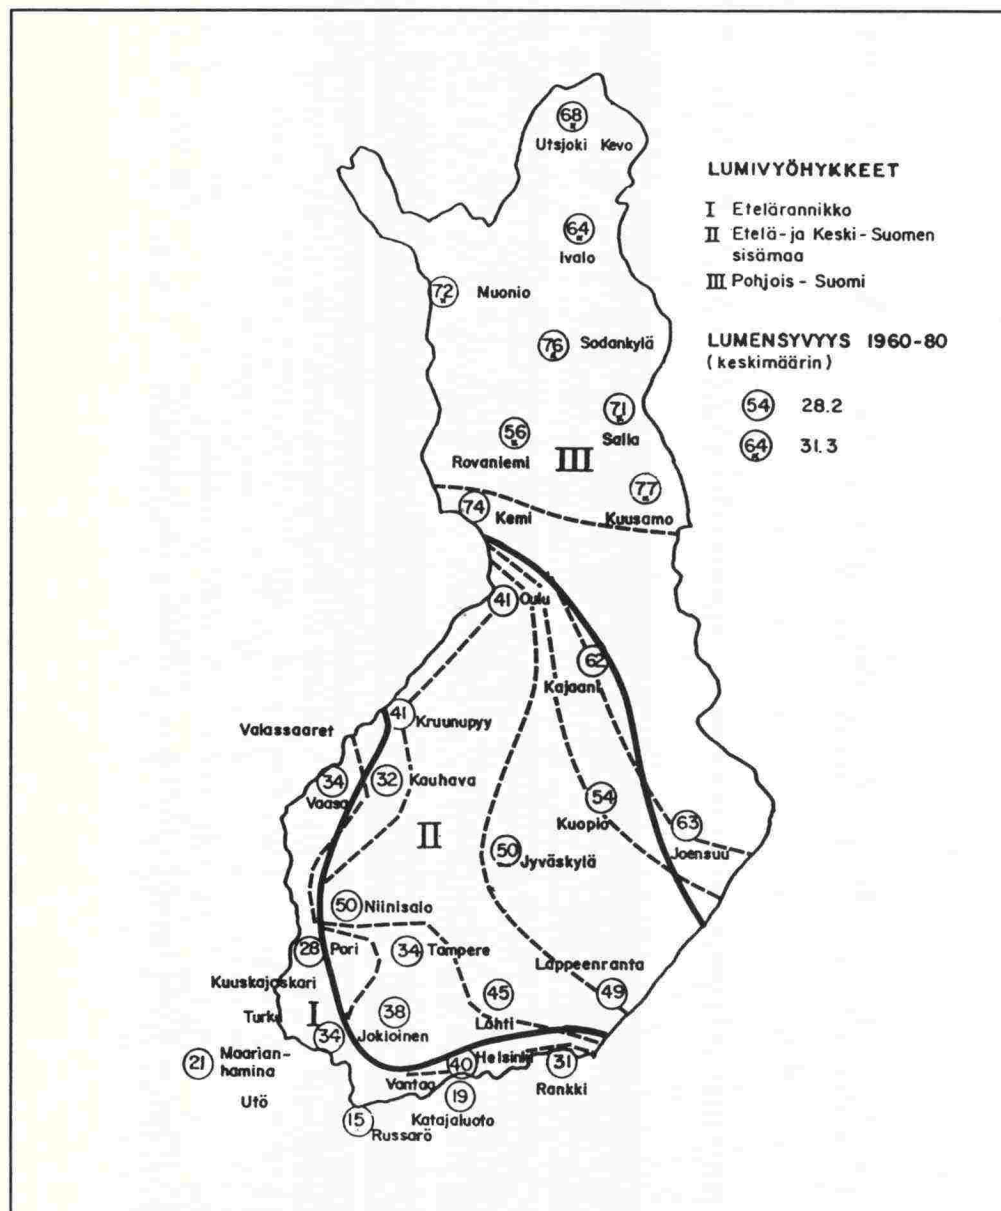 68
Utsjoki Kevo
LUMIVYÖHYKKEET
I Etelärannikko
II Etelä- ja Keski-Suomen
sisämaa
III Pohjois-Suomi
64
Ivalo
72 Muonio
LUMENSYVYYS 1960-80
(keskimäärin)
54 28.2
64 31.3
76 Sodankylä
71
Salla
56
Rovaniemi
III
77
Kuusamo
74
Kemi
41 Oulu
62
Kajaani
41 Kruunupyy
Valassaaret
34
Vaasa
32 Kauhava
54
Kuopio
63
Joensuu
II
50 Jyväskylä
50 Niinisalo
28 Pori
34 Tampere
Kuuskajaskari
Lappeenranta
49
45
Lahti
Turku
I
34
38
Jokioinen
21 Maarian-
hamina
Utö
Helsinki
40
Vantaa
31
Rankki
19
Katajaluoto
15
Russarö